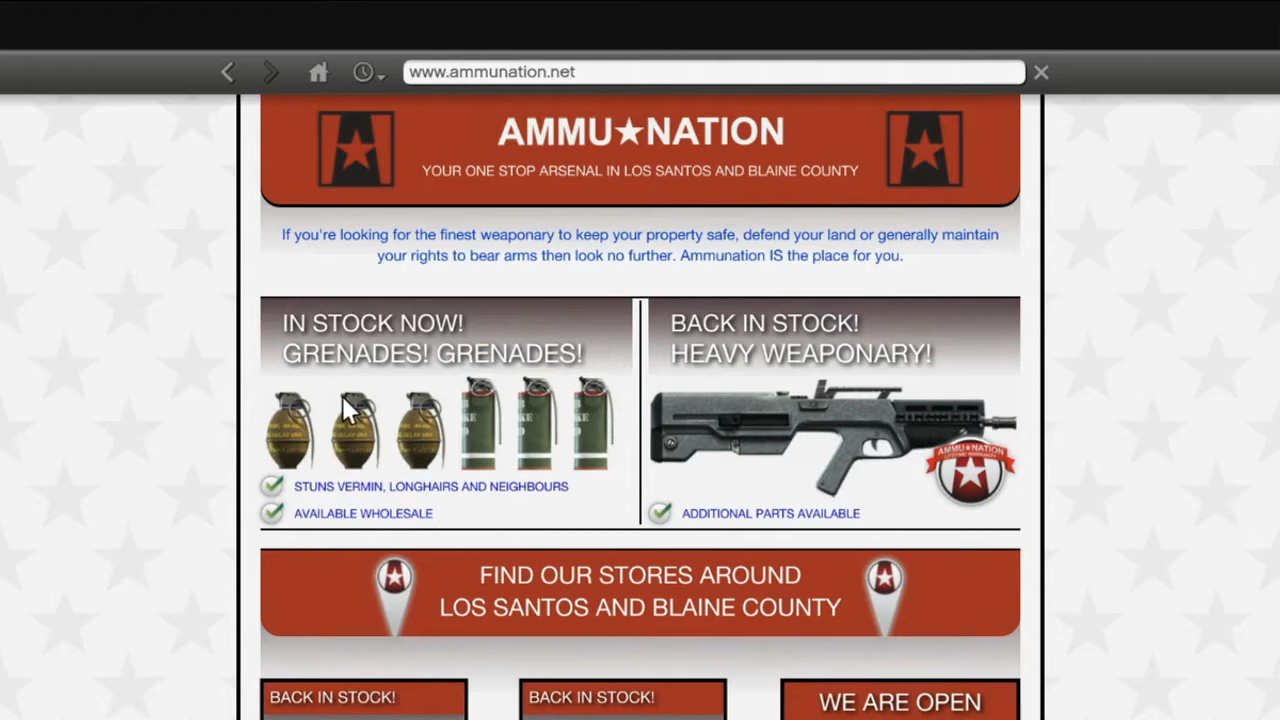 www.ammunation.net
AMMU★NATION
YOUR ONE STOP ARSENAL IN LOS SANTOS AND BLAINE COUNTY
If you're looking for the finest weaponary to keep your property safe, defend your land or generally maintain
your rights to bear arms then look no further. Ammunation IS the place for you.
IN STOCK NOW!
GRENADES! GRENADES!
STUNS VERMIN, LONGHAIRS AND NEIGHBOURS
AVAILABLE WHOLESALE
BACK IN STOCK!
HEAVY WEAPONARY!
AMMU★NATION
ADDITIONAL PARTS AVAILABLE
FIND OUR STORES AROUND
LOS SANTOS AND BLAINE COUNTY
BACK IN STOCK!
BACK IN STOCK!
WE ARE OPEN